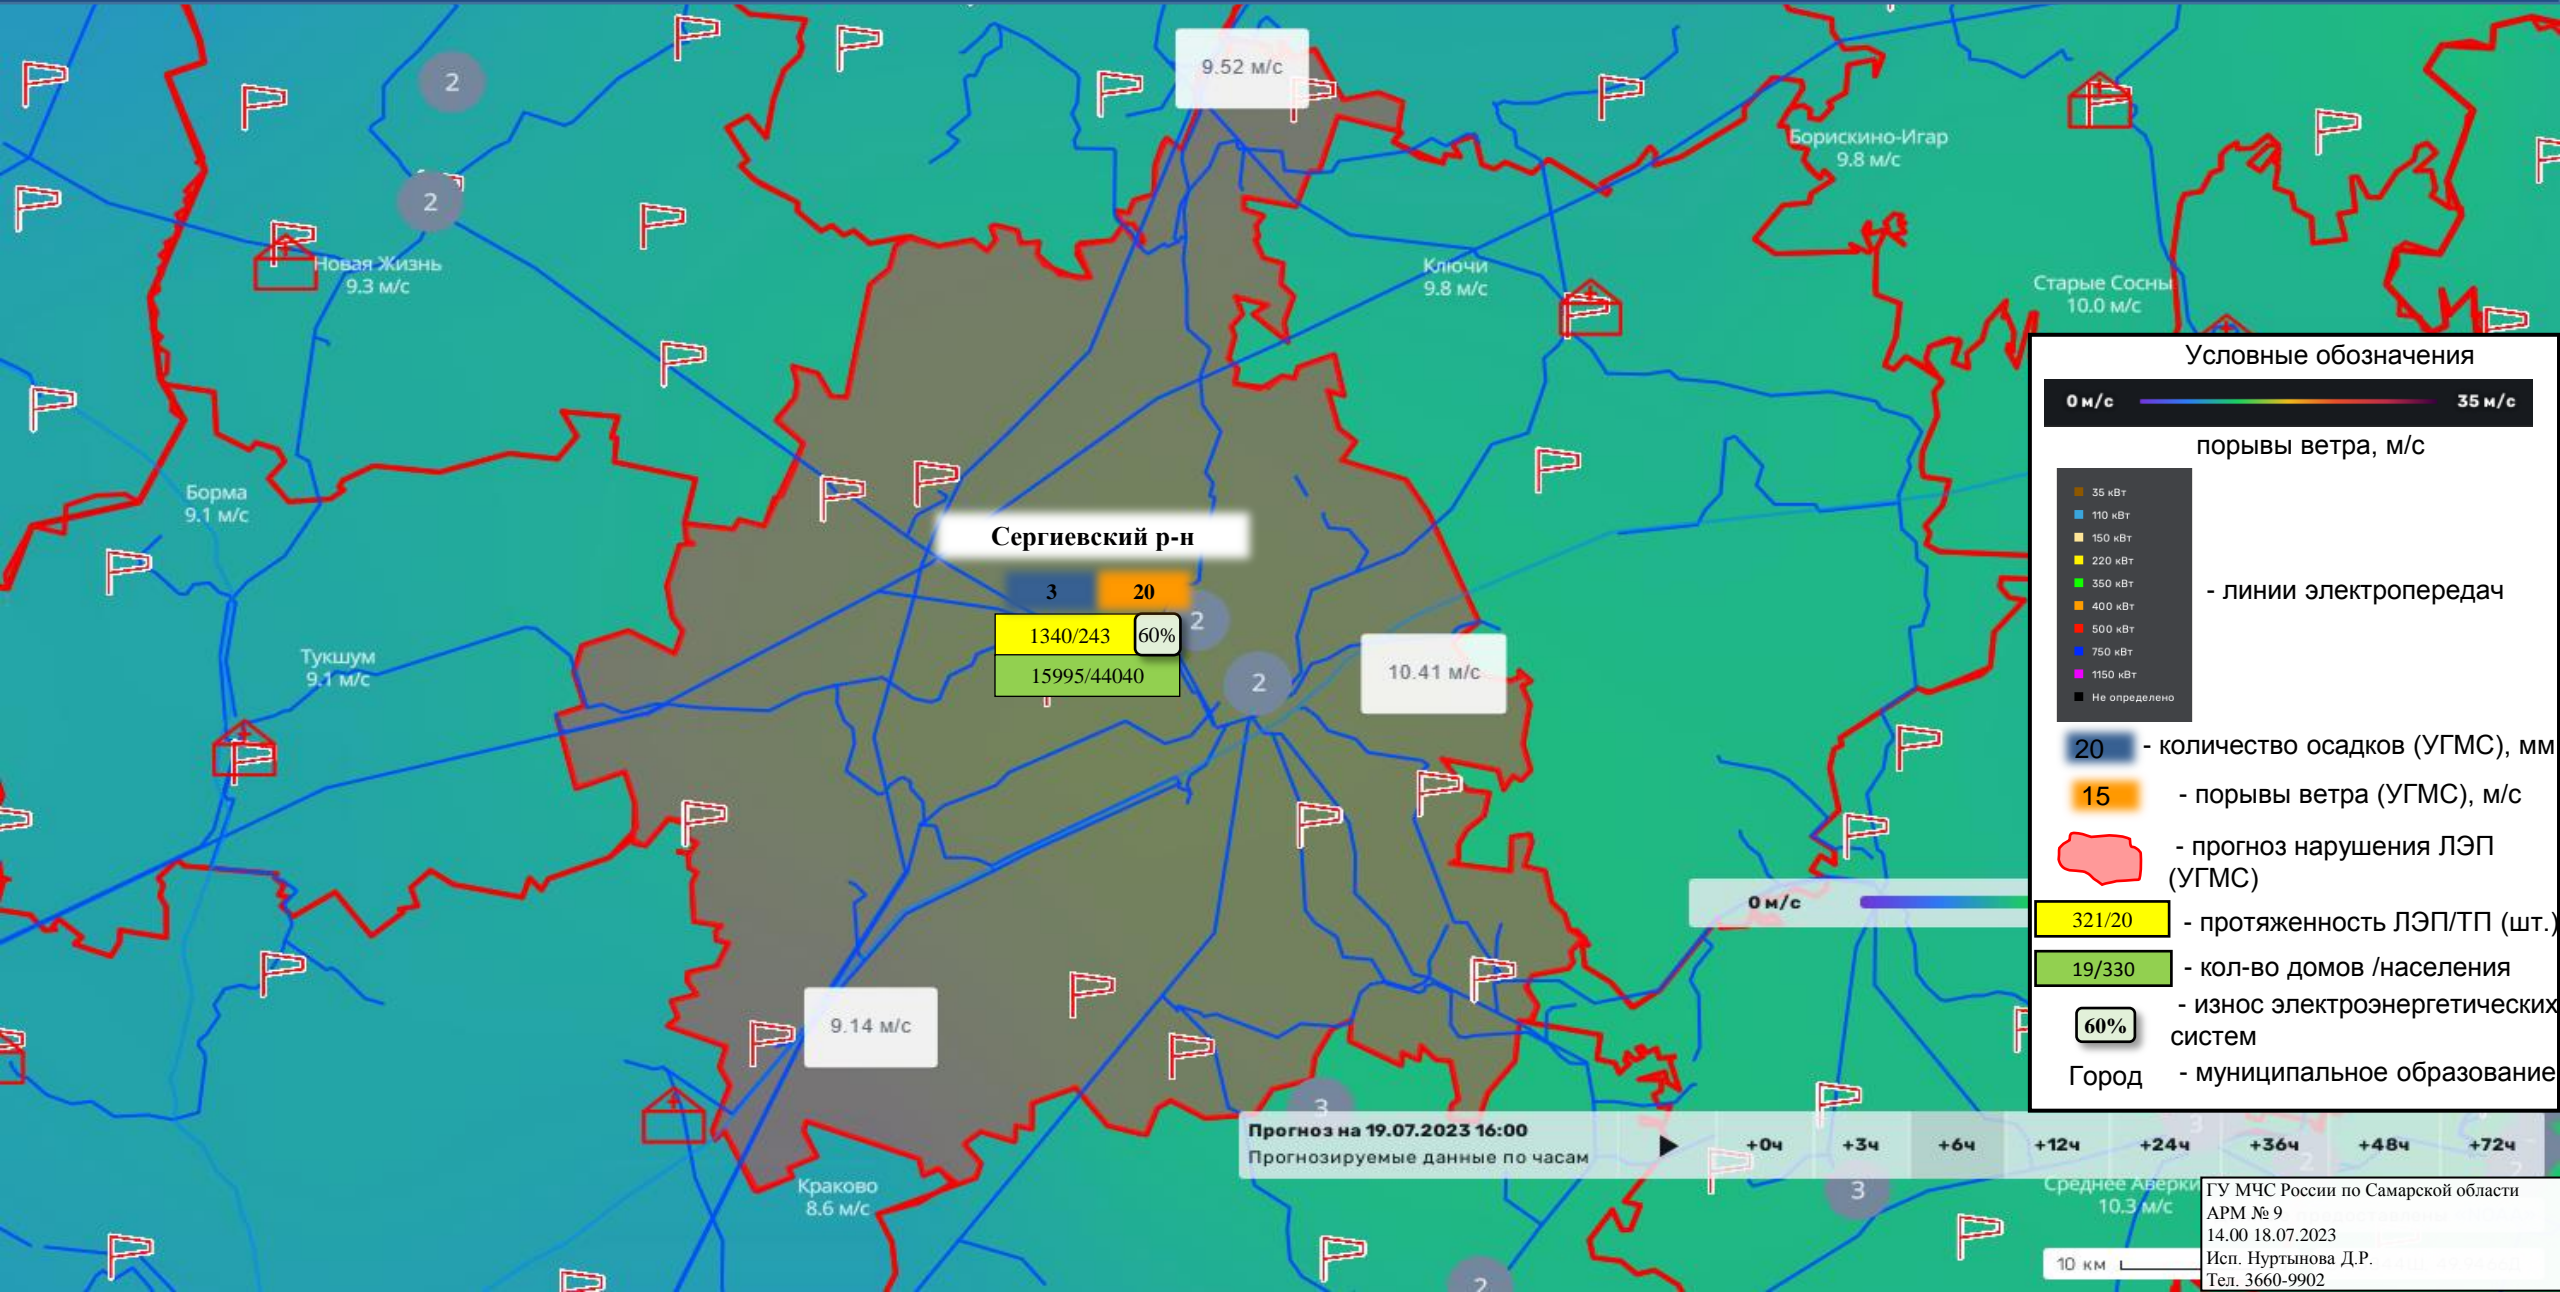 9.52 м/с
2
2
Борискино-Игар
9.8 м/с
Новая Жизнь
9.3 м/с
Ключи
9.8 м/с
Старые Сосны
10.0 м/с
Борма
9.1 м/с
Сергиевский р-н
3 20
1340/243 60%
15995/44040
2
2
10.41 м/с
Тукшум
9.1 м/с
9.14 м/с
Краково
8.6 м/с
0 м/с
3
Прогноз на 19.07.2023 16:00
Прогнозируемые данные по часам
+0ч +3ч +6ч +12ч +24ч +36ч +48ч +72ч
3
2
2
3
2
Среднее Аверки
10.3 м/с
10 км
Условные обозначения
0 м/с 35 м/с
порывы ветра, м/с
35 кВт
110 кВт
150 кВт
220 кВт
350 кВт
400 кВт
500 кВт
750 кВт
1150 кВт
Не определено
- линии электропередач
20 - количество осадков (УГМС), мм
15 - порывы ветра (УГМС), м/с
- прогноз нарушения ЛЭП
(УГМС)
321/20 - протяженность ЛЭП/ТП (шт.)
19/330 - кол-во домов /населения
60% - износ электроэнергетических
систем
Город - муниципальное образование
ГУ МЧС России по Самарской области
АРМ № 9
14.00 18.07.2023
Исп. Нуртынова Д.Р.
Тел. 3660-9902